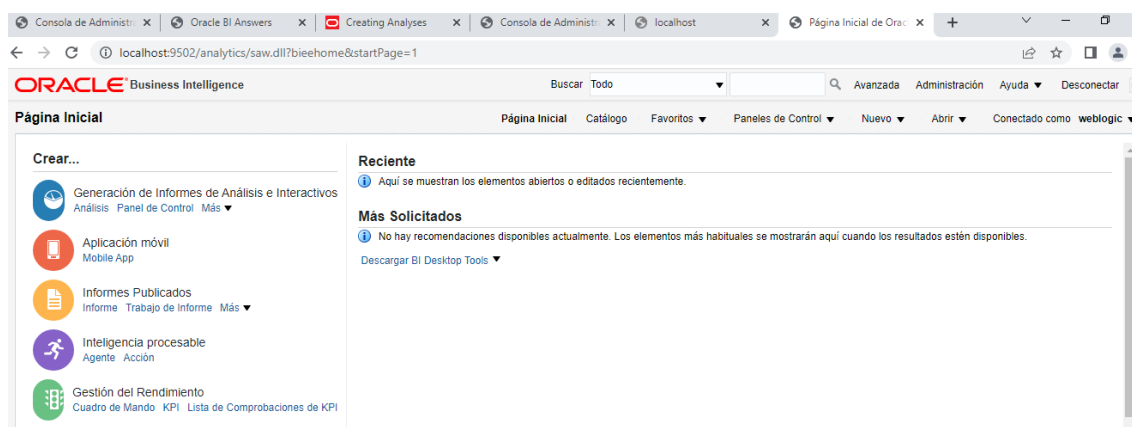 Consola de Administr Oracle BI Answers Creating Analyses Consola de Administr localhost Página Inicial de Orac
localhost:9502/analytics/saw.dll?bieehome&startPage=1
ORACLE Business Intelligence Buscar Todo Avanzada Administración Ayuda Desconectar
Página Inicial Página Inicial Catálogo Favoritos Paneles de Control Nuevo Abrir Conectado como weblogic
Crear...
Generación de Informes de Análisis e Interactivos
Análisis Panel de Control Más
Aplicación móvil
Mobile App
Informes Publicados
Informe Trabajo de Informe Más
Inteligencia procesable
Agente Acción
Gestión del Rendimiento
Cuadro de Mando KPI Lista de Comprobaciones de KPI
Reciente
Aquí se muestran los elementos abiertos o editados recientemente.
Más Solicitados
No hay recomendaciones disponibles actualmente. Los elementos más habituales se mostrarán aquí cuando los resultados estén disponibles.
Descargar BI Desktop Tools